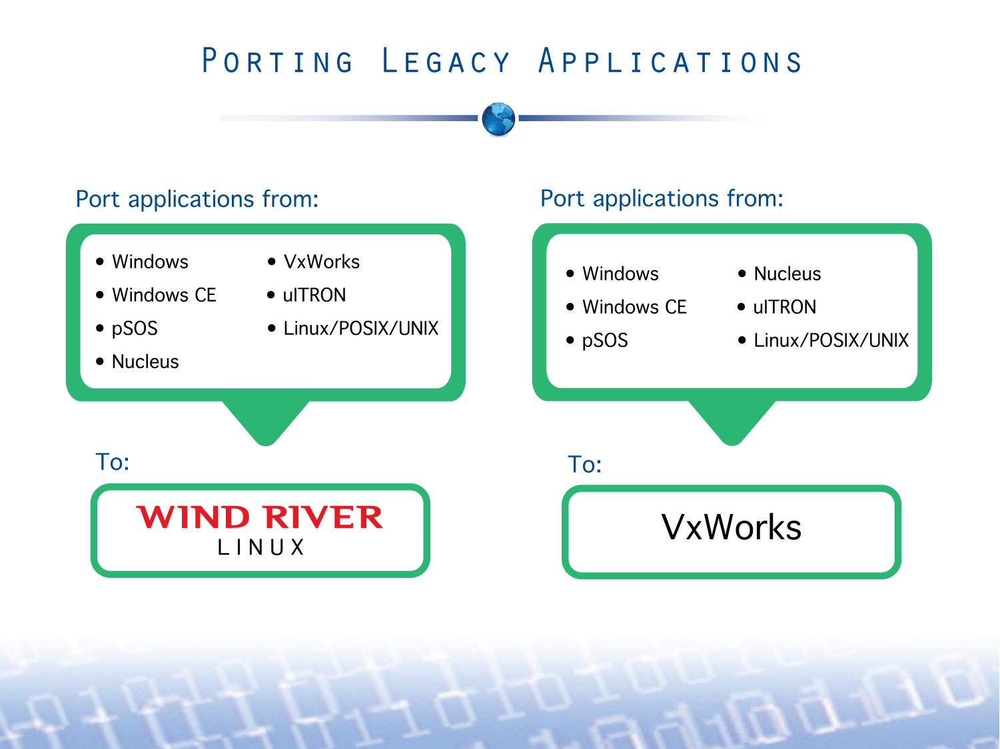 Porting Legacy Applications
Port applications from:
• Windows
• Windows CE
• pSOS
• Nucleus
• VxWorks
• uITRON
• Linux/POSIX/UNIX
To:
WIND RIVER
LINUX
Port applications from:
• Windows
• Windows CE
• pSOS
• Nucleus
• uITRON
• Linux/POSIX/UNIX
To:
VxWorks